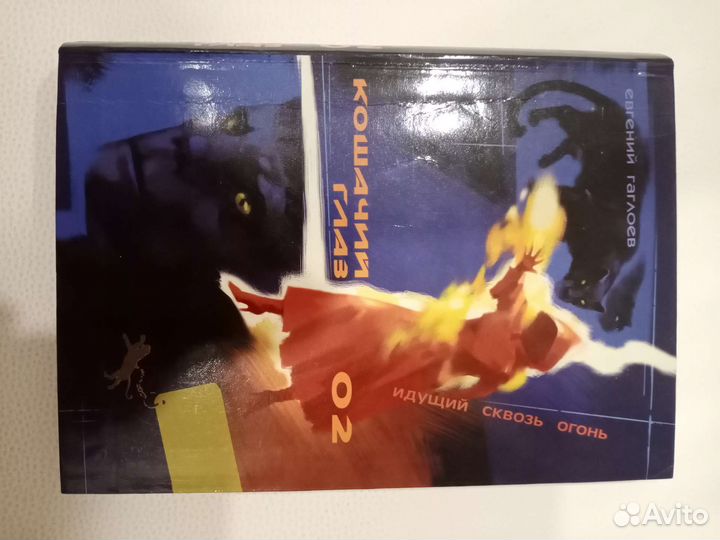 ЕВГЕНИЙ ГАГЛОЕВ
КОШАЧИЙ
ГЛАЗ
02
ИДУЩИЙ СКВОЗЬ ОГОНЬ
Avito